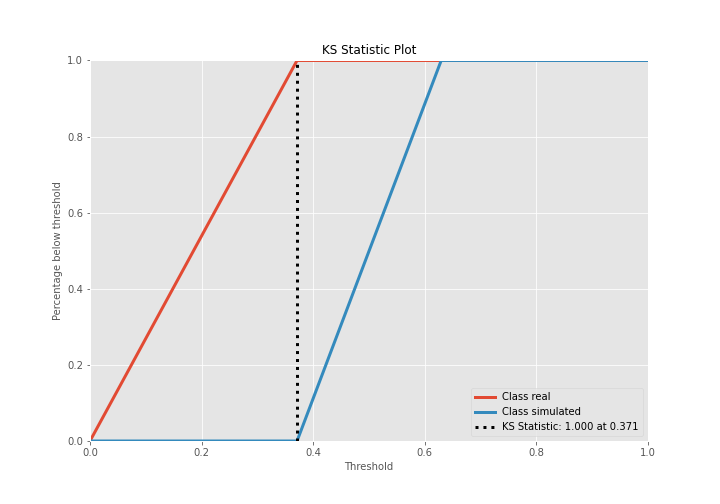 KS Statistic Plot
1.0
0.8
0.6
0.4
0.2
0.0
Percentage below threshold
0.0 0.2 0.4 0.6 0.8 1.0
Threshold
Class real
Class simulated
KS Statistic: 1.000 at 0.371